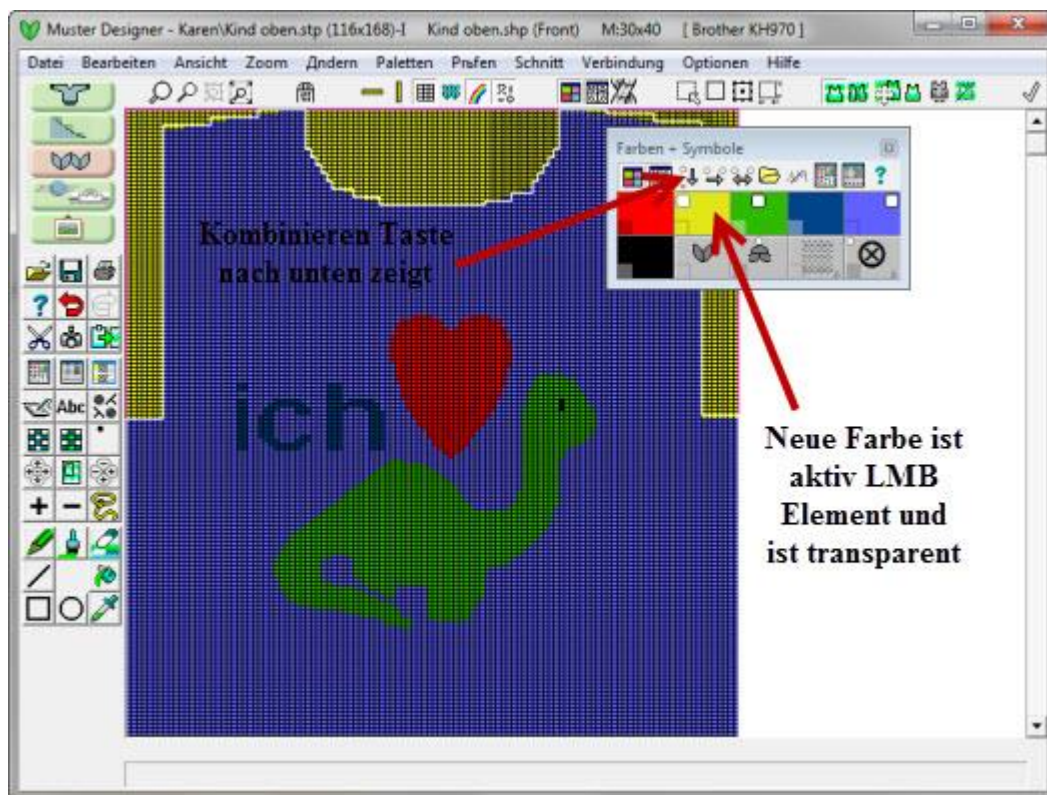 Muster Designer - Karen\Kind oben.stp (116x168)-I Kind oben.shp (Front) M:30x40 [ Brother KH970 ]
Datei Bearbeiten Ansicht Zoom Дndern Paletten Prьfen Schnitt Verbindung Optionen Hilfe
Farben + Symbole
Kombinieren Taste
nach unten zeigt
ich
Abc
Neue Farbe ist
aktiv LMB
Element und
ist transparent